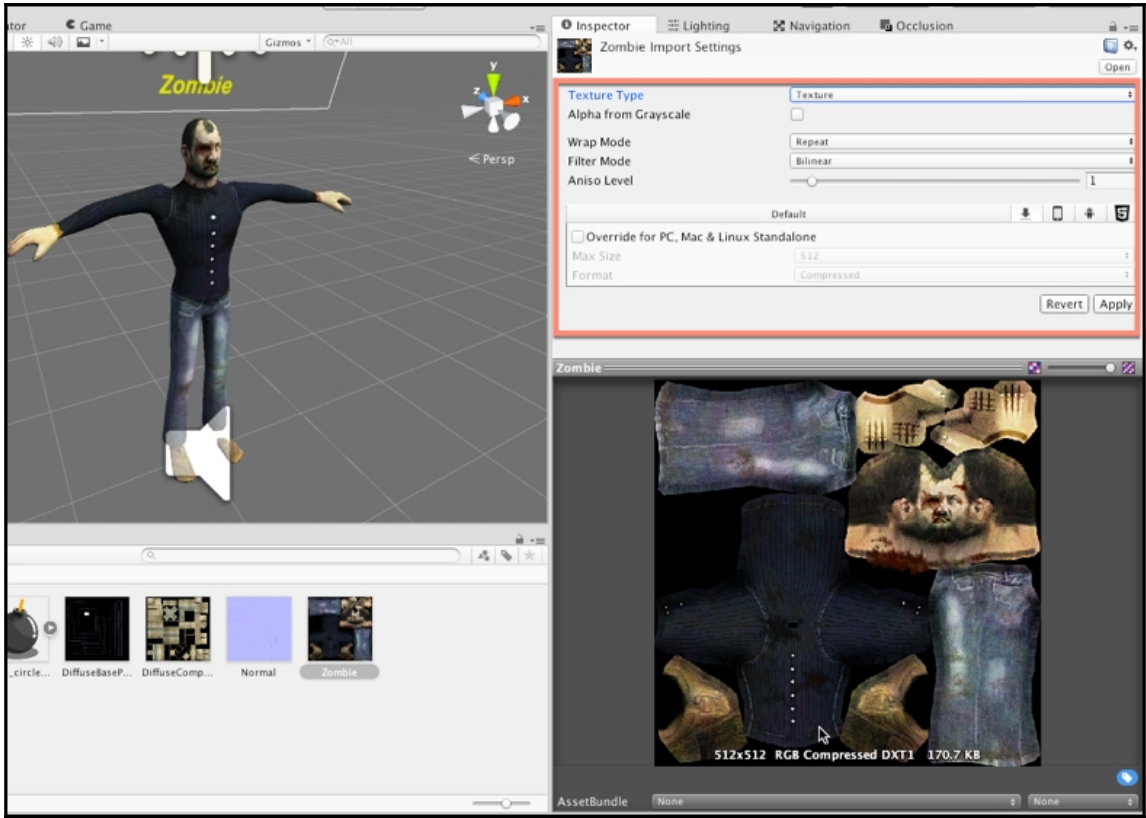 ator Game
Gizmos All
Zombie
y
z x
Persp
.circle... DiffuseBaseP... DiffuseComp... Normal Zombie
Inspector Lighting Navigation Occlusion
Zombie Import Settings
Open
Texture Type Texture
Alpha from Grayscale
Wrap Mode Repeat
Filter Mode Bilinear
Aniso Level 1
Default
Override for PC, Mac & Linux Standalone
Max Size 512
Format Compressed
Revert Apply
Zombie
512x512 RGB Compressed DXT1 170.7 KB
AssetBundle None None